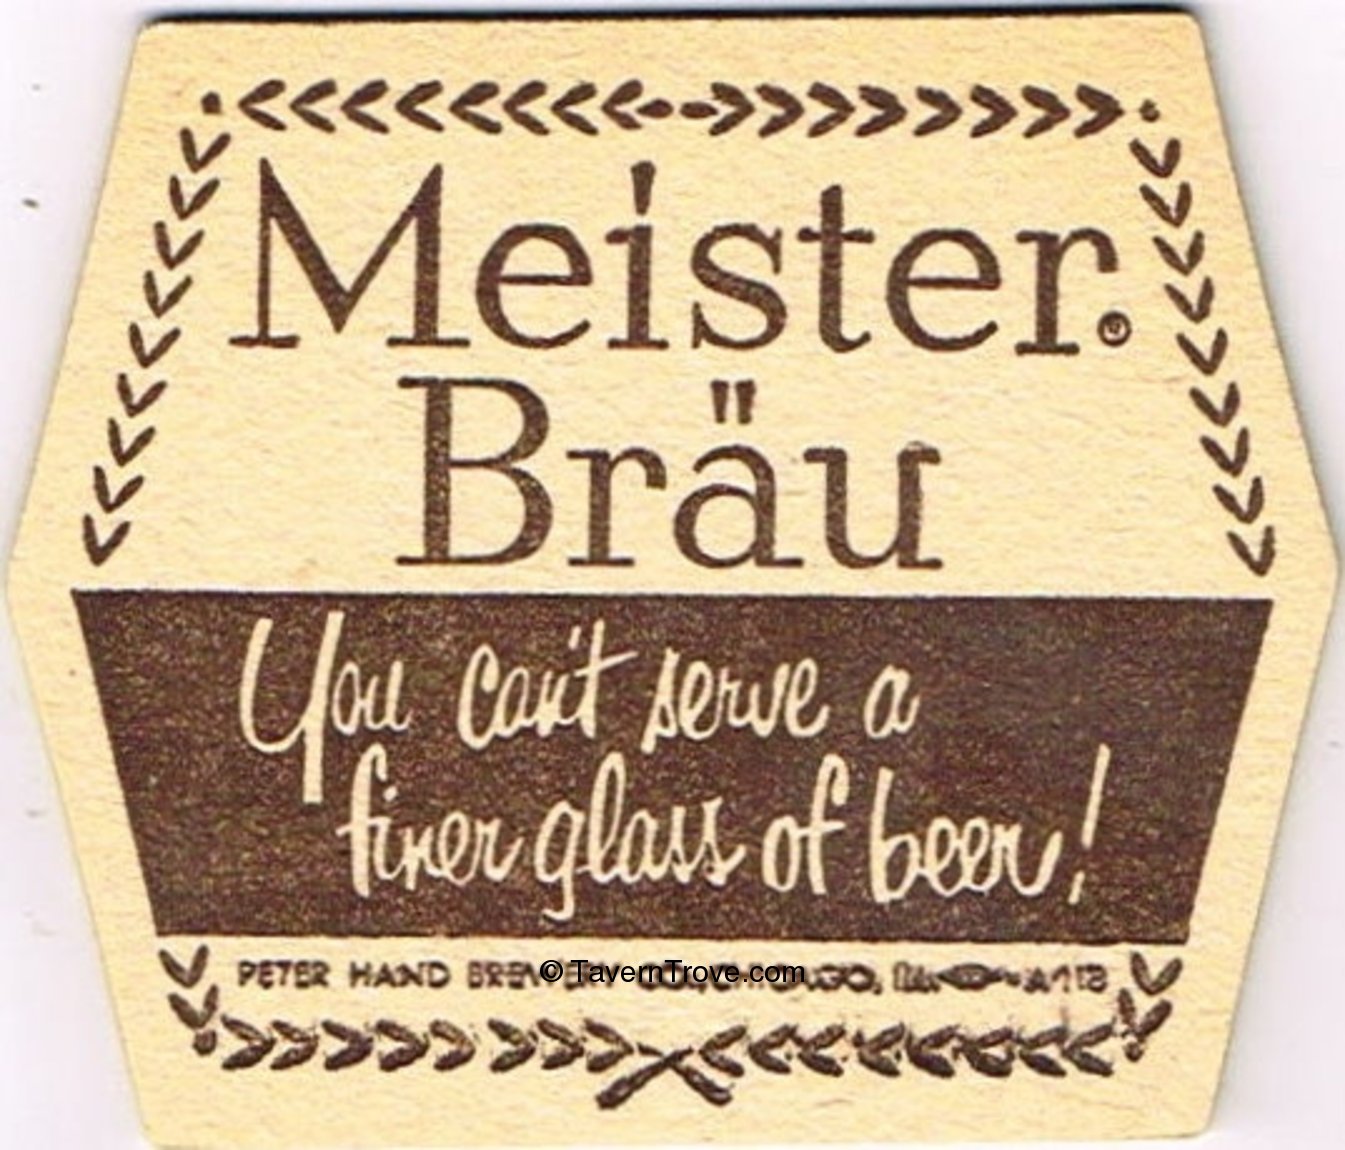 Meister®
Bräu
You can't serve a
finer glass of beer!
PETER HAND
© TavernTrove.com